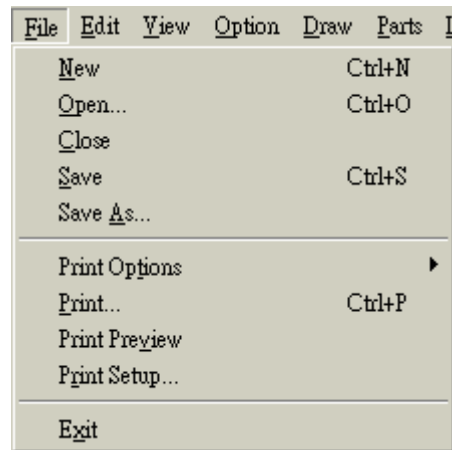 File Edit View Option Draw Parts
New Ctrl+N
Open... Ctrl+O
Close
Save Ctrl+S
Save As...
Print Options
Print... Ctrl+P
Print Preview
Print Setup...
Exit